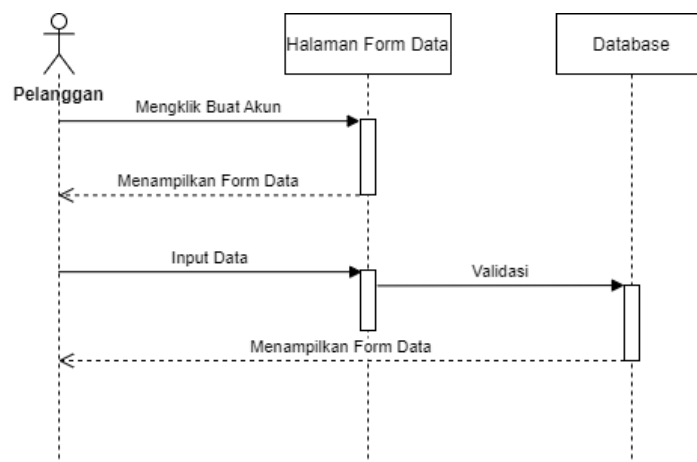 Halaman Form Data
Database
Pelanggan
Mengklik Buat Akun
Menampilkan Form Data
Input Data
Validasi
Menampilkan Form Data